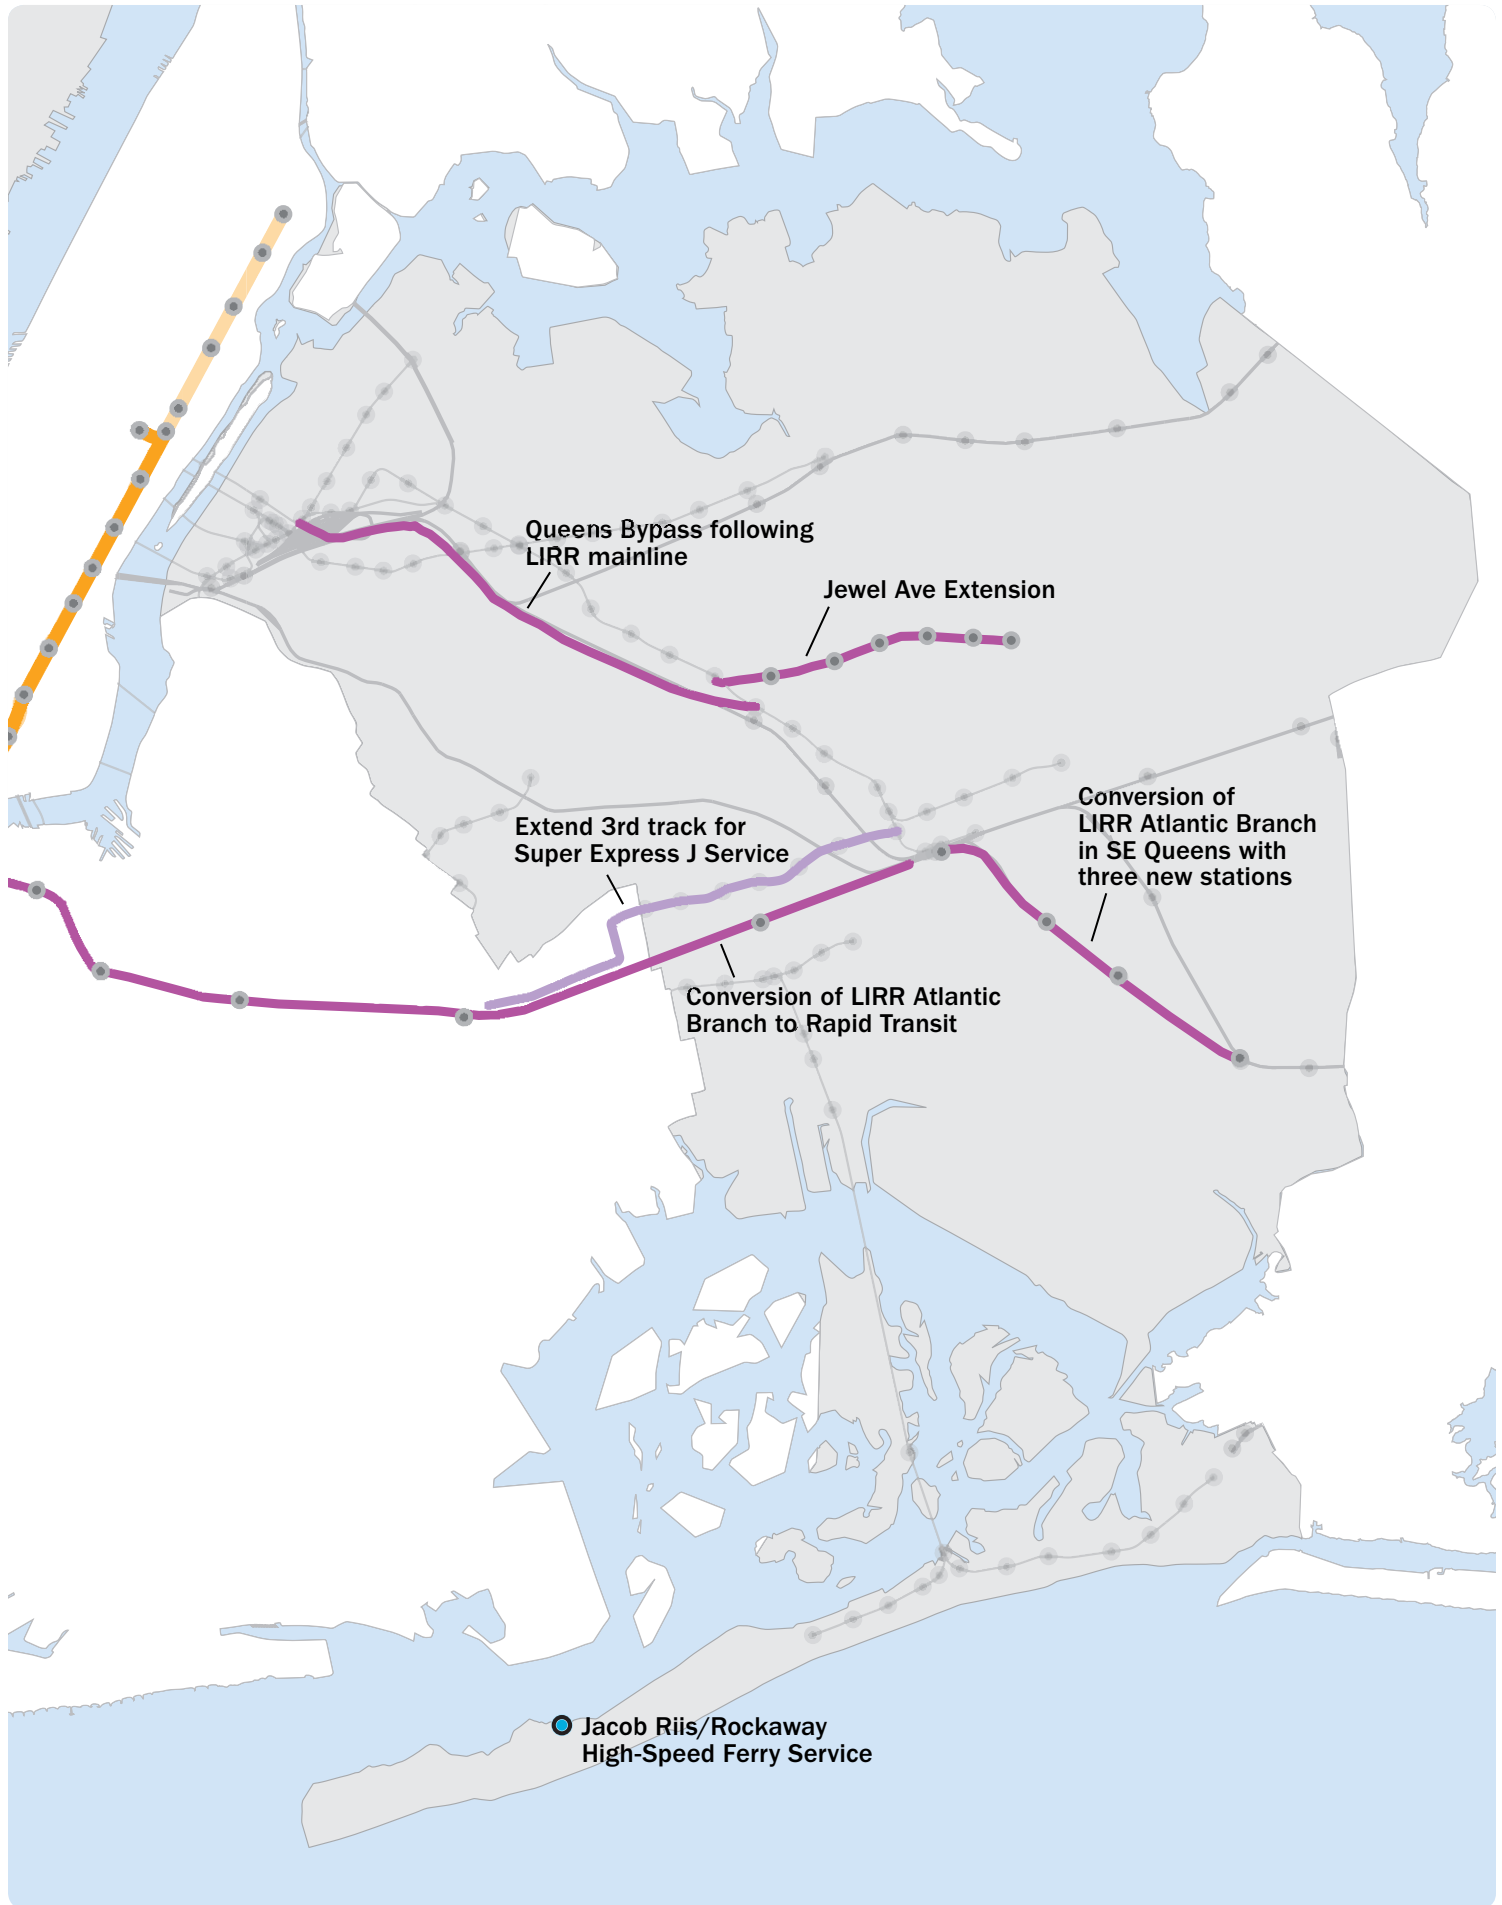 Queens Bypass following
LIRR mainline
Jewel Ave Extension
Conversion of
LIRR Atlantic Branch
in SE Queens with
three new stations
Extend 3rd track for
Super Express J Service
Conversion of LIRR Atlantic
Branch to Rapid Transit
Jacob Riis/Rockaway
High-Speed Ferry Service